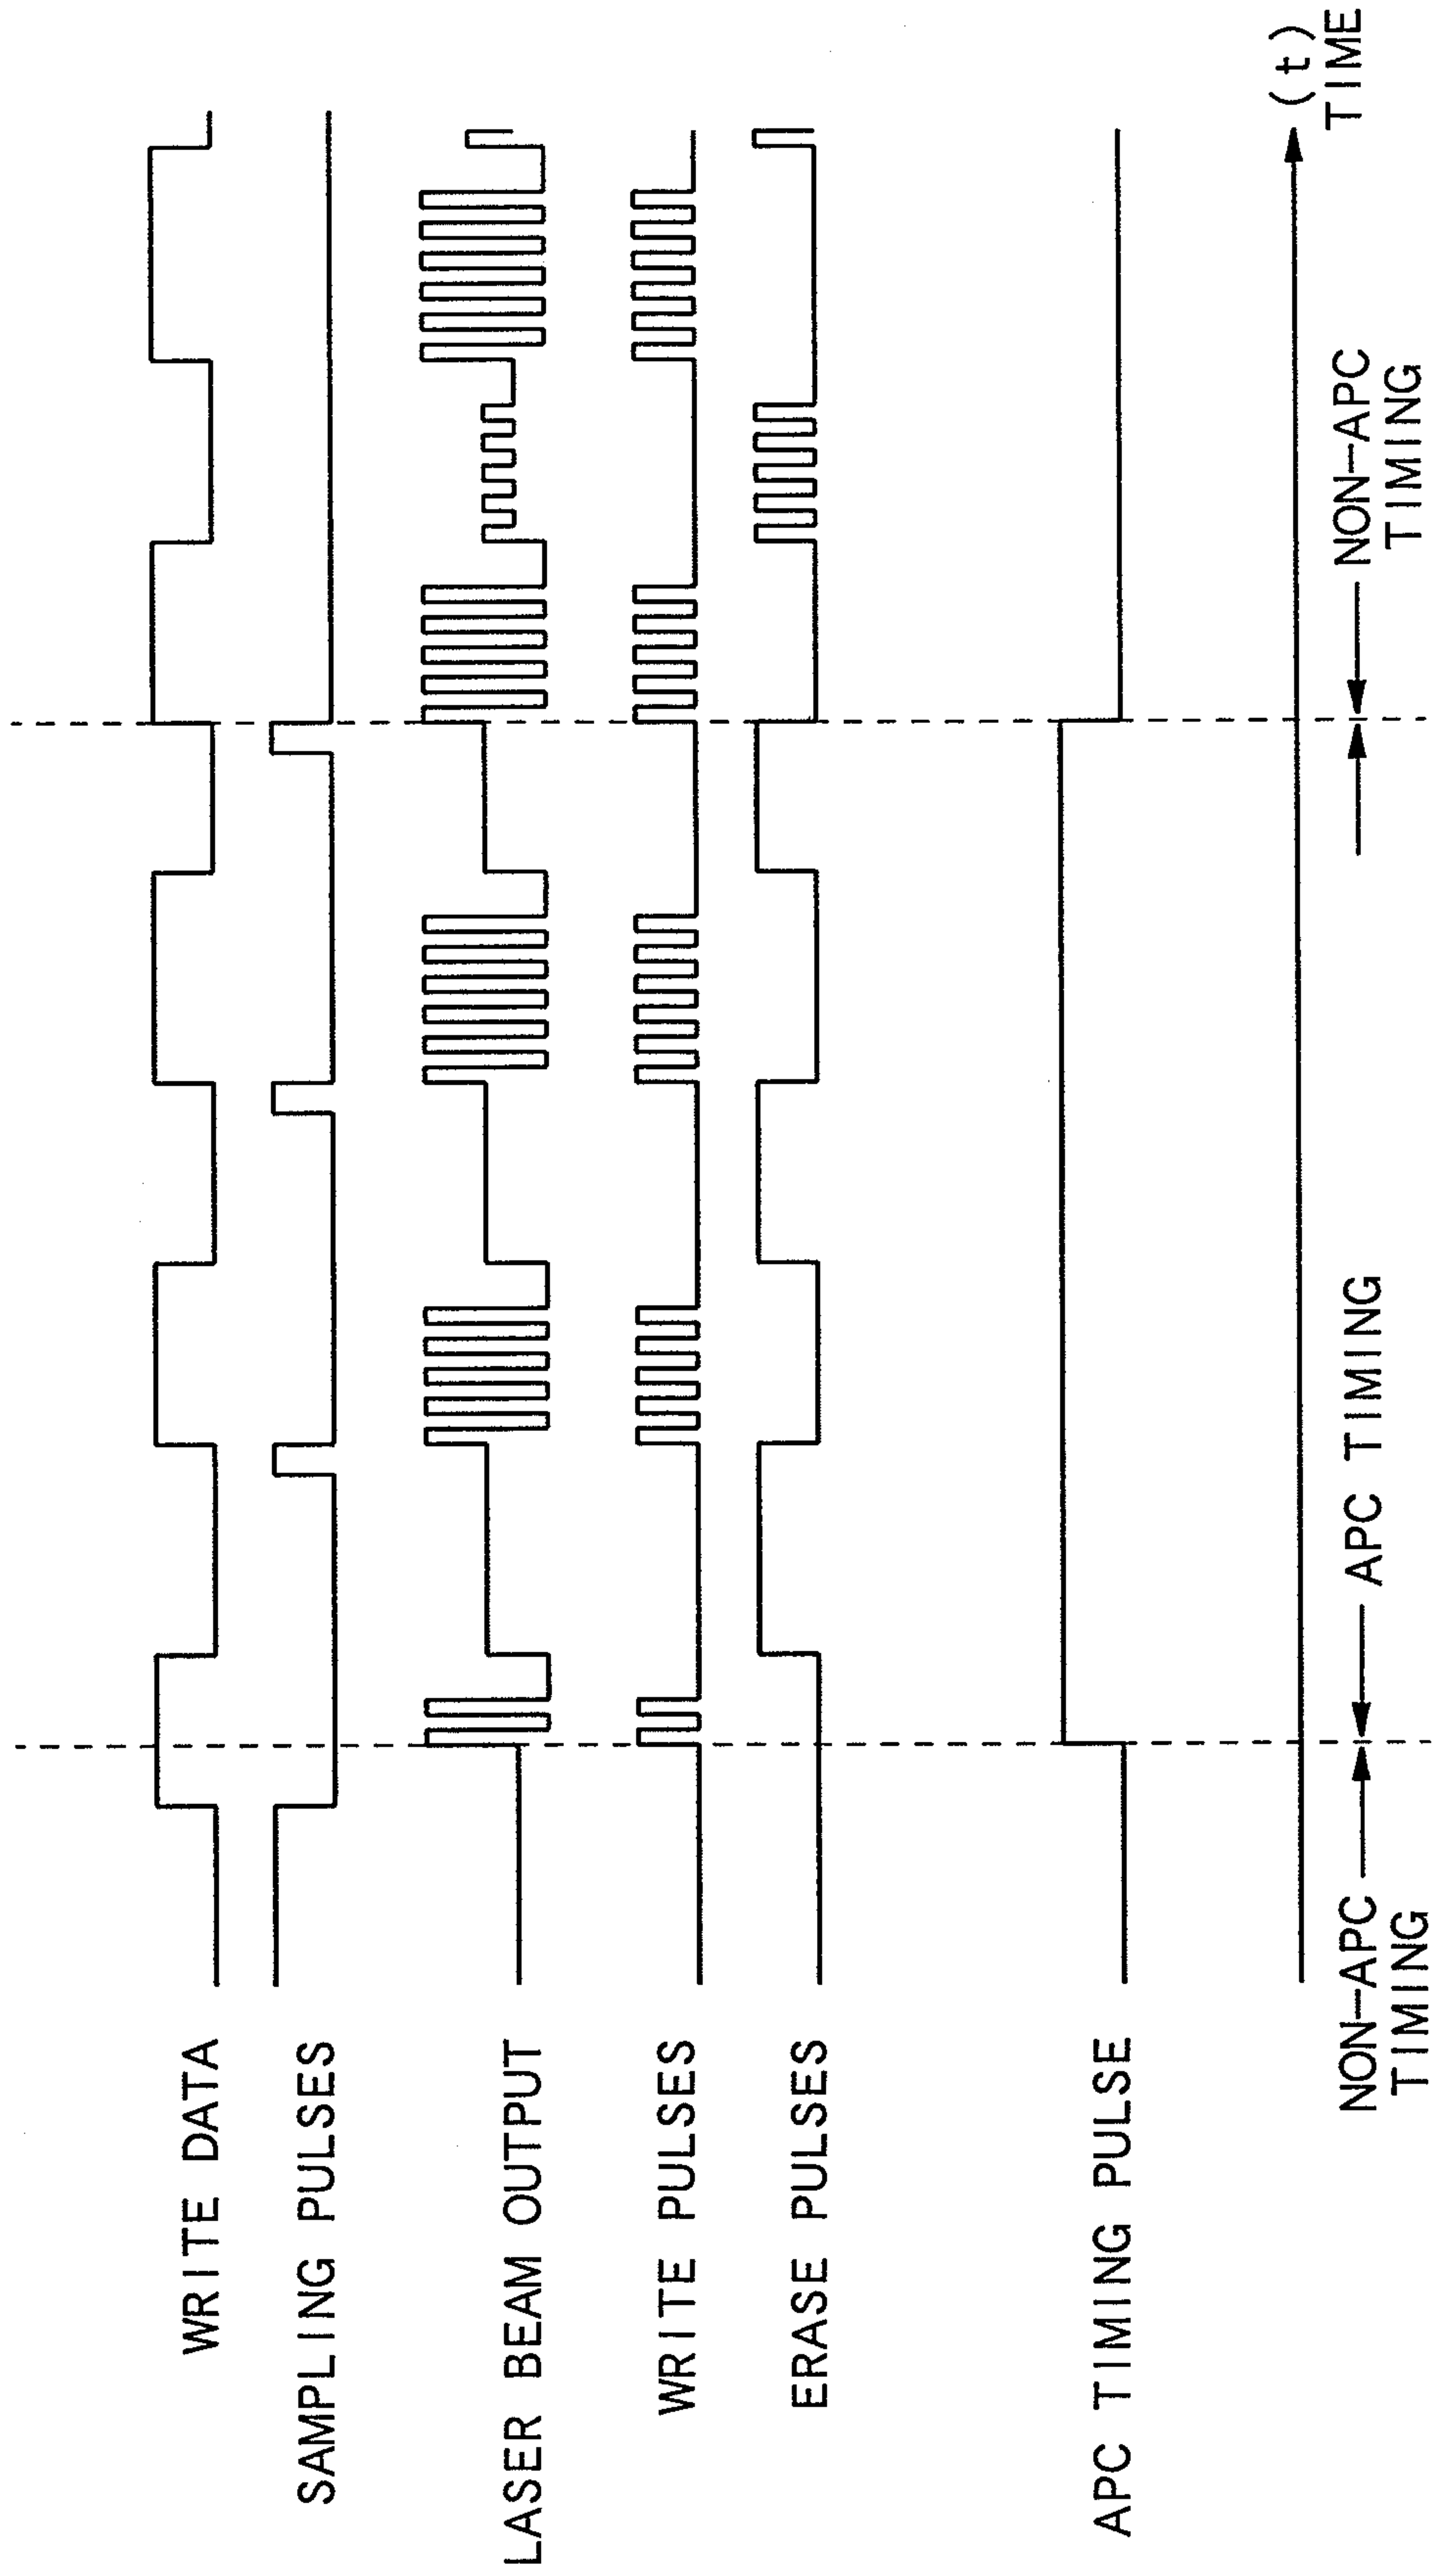 WRITE DATA
SAMPLING PULSES
LASER BEAM OUTPUT
WRITE PULSES
ERASE PULSES
APC TIMING PULSE
(t)
TIME
NON-APC
TIMING
APC TIMING
NON-APC
TIMING